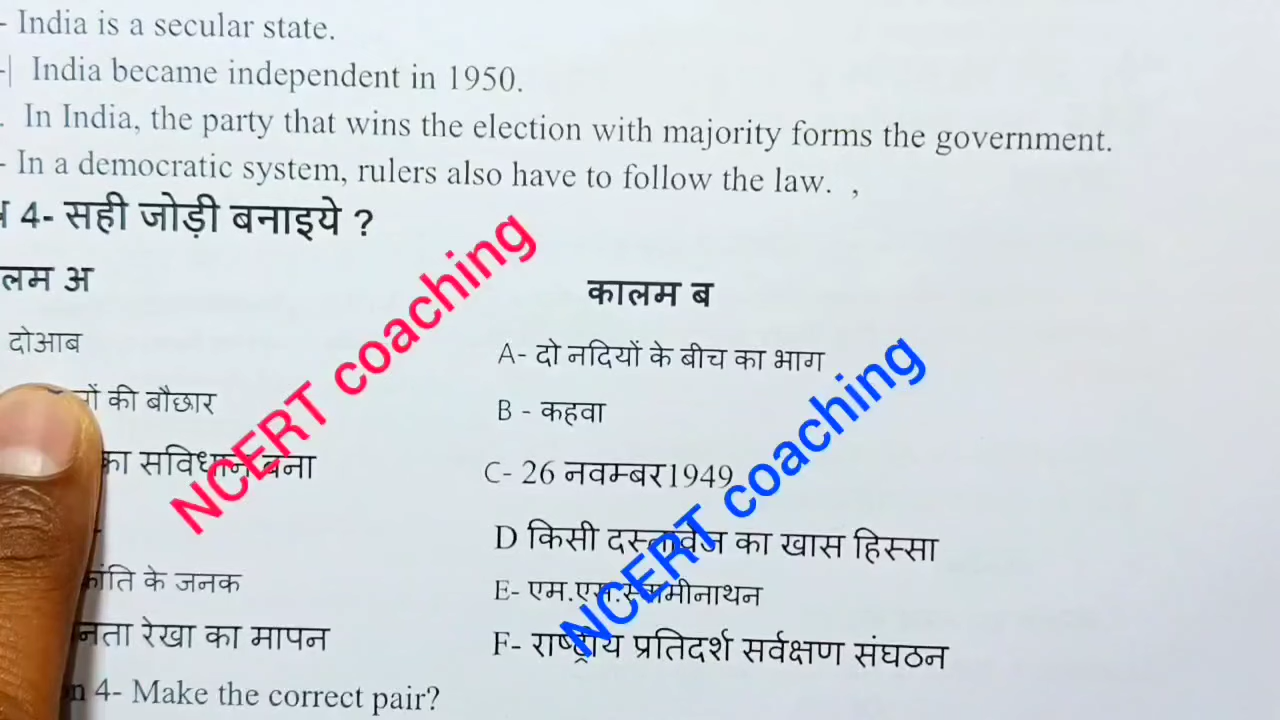 - India is a secular state.
-| India became independent in 1950.
. In India, the party that wins the election with majority forms the government.
- In a democratic system, rulers also have to follow the law. ,
4- सही जोड़ी बनाइये ?
अ
कालम ब
दोआब
A- दो नदियों के बीच का भाग
की बौछार
B - कहवा
का सविधान बना
C- 26 नवम्बर1949
D किसी दस्तावेज का खास हिस्सा
के जनक
E- एम.एस.स्वामीनाथन
रेखा का मापन
F- राष्ट्रीय प्रतिदर्श सर्वेक्षण संघठन
4- Make the correct pair?
NCERT coaching
NCERT coaching